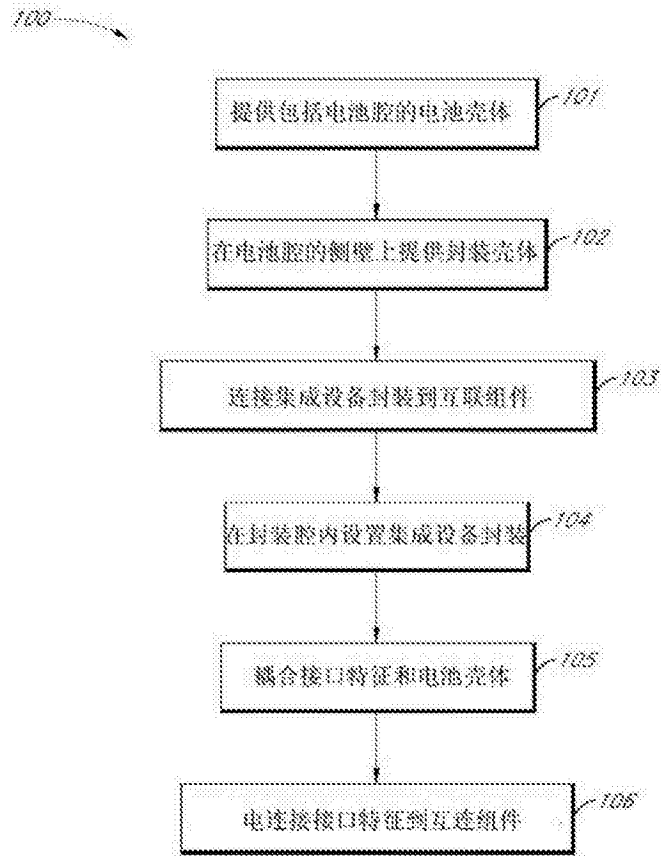 100
提供包括电池腔的电池壳体
101
在电池腔的侧壁上提供封装壳体
102
连接集成设备封装到互联组件
103
在封装腔内设置集成设备封装
104
耦合接口特征和电池壳体
105
电连接接口特征到互连组件
106